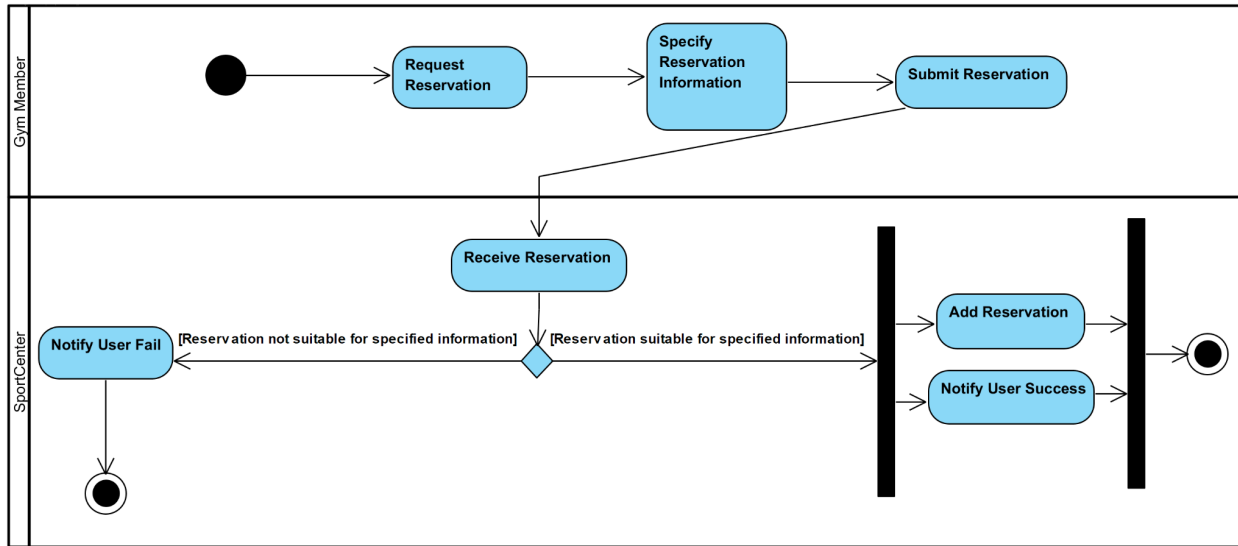 Gym Member
Request
Reservation
Specify
Reservation
Information
Submit Reservation
SportCenter
Receive Reservation
Notify User Fail
[Reservation not suitable for specified information]
[Reservation suitable for specified information]
Add Reservation
Notify User Success